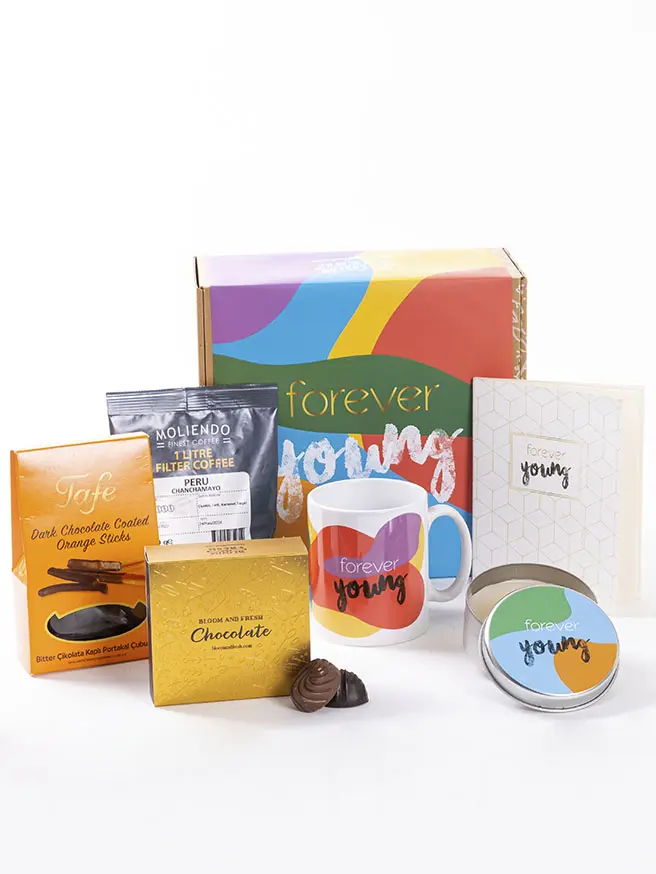 forever
young
MOLIENDO
FINEST COFFEE
1 LITRE
FILTER COFFEE
PERU
CHANCHAMAYO
Tafe
Dark Chocolate Coated
Orange Sticks
Bitter Çikolata Kaplı Portakal Çubu
BLOOM AND FRESH
Chocolate
bloomandfresh.com
forever
young
forever
young
forever
young